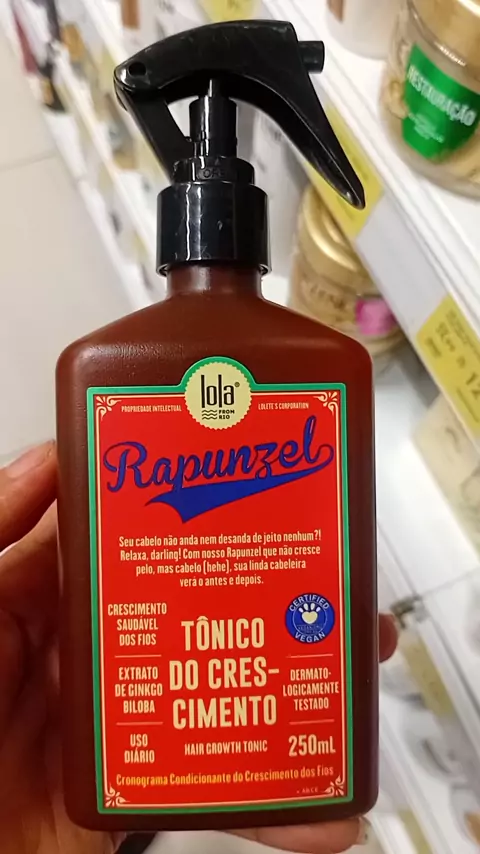 RESTAURAÇÃO
lola®
FROM
RIO
PROPRIEDADE INTELECTUAL
LOLETE'S CORPORATION
Rapunzel
Seu cabelo não anda nem desanda de jeito nenhum?!
Relaxa, darling! Com nosso Rapunzel que não cresce
pelo, mas cabelo (hehe), sua linda cabeleira
verá o antes e depois.
CRESCIMENTO
SAUDÁVEL
DOS FIOS
EXTRATO
DE GINKGO
BILOBA
USO
DIÁRIO
TÔNICO
DO CRES-
CIMENTO
HAIR GROWTH TONIC
CERTIFIED
VEGAN
DERMATO-
LOGICAMENTE
TESTADO
250mL
Cronograma Condicionante do Crescimento dos Fios